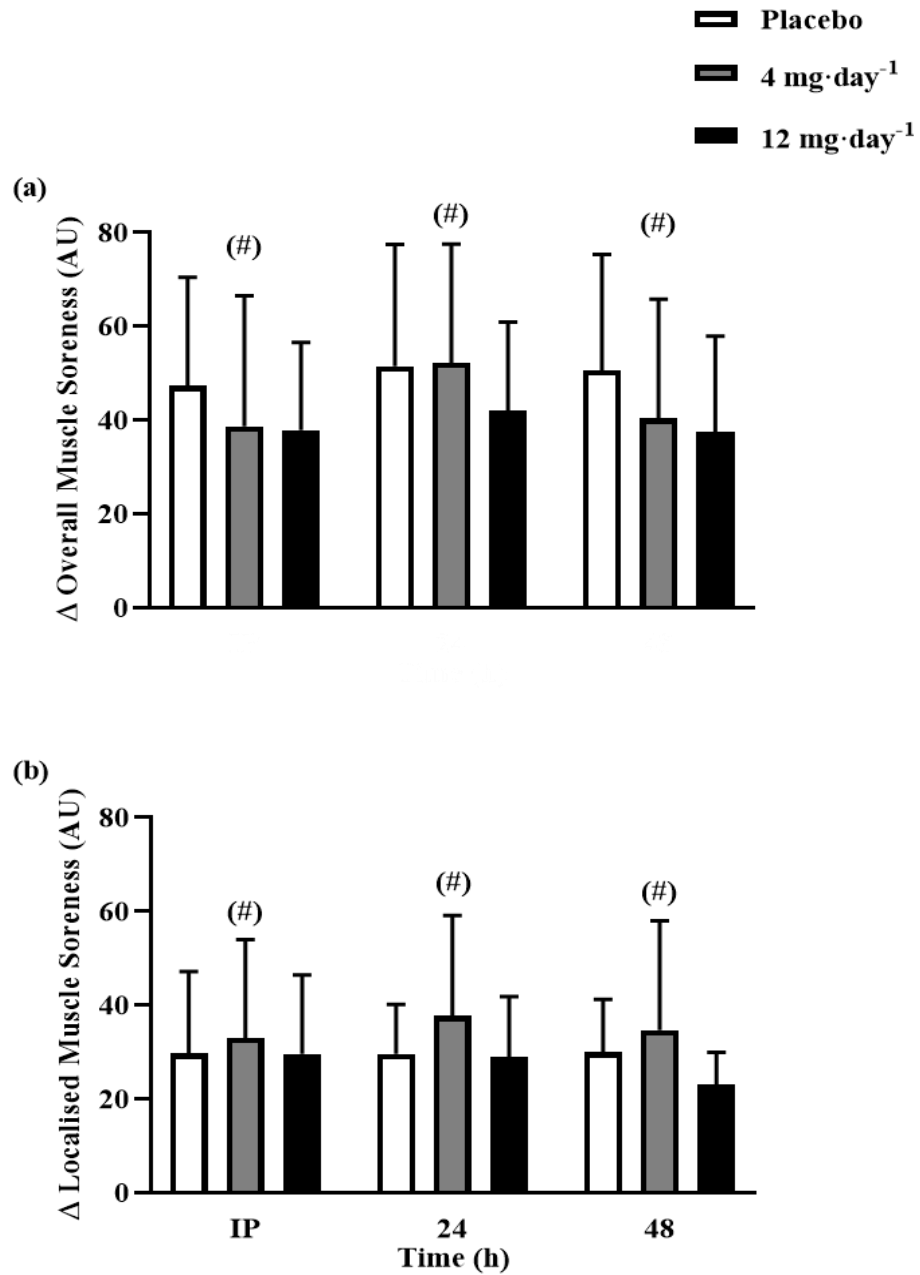 Placebo
4 mg·day⁻¹
12 mg·day⁻¹
(a)
Δ Overall Muscle Soreness (AU)
80
60
40
20
0
(#)
(#)
(#)
(b)
Δ Localised Muscle Soreness (AU)
80
60
40
20
0
(#)
(#)
(#)
IP
24
48
Time (h)